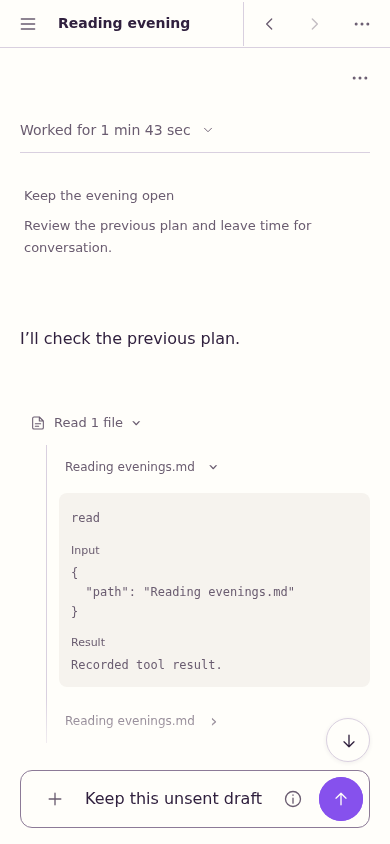 Reading evening
Worked for 1 min 43 sec
Keep the evening open
Review the previous plan and leave time for
conversation.
I’ll check the previous plan.
Read 1 file
Reading evenings.md
read
Input
{
"path": "Reading evenings.md"
}
Result
Recorded tool result.
Reading evenings.md
Keep this unsent draft